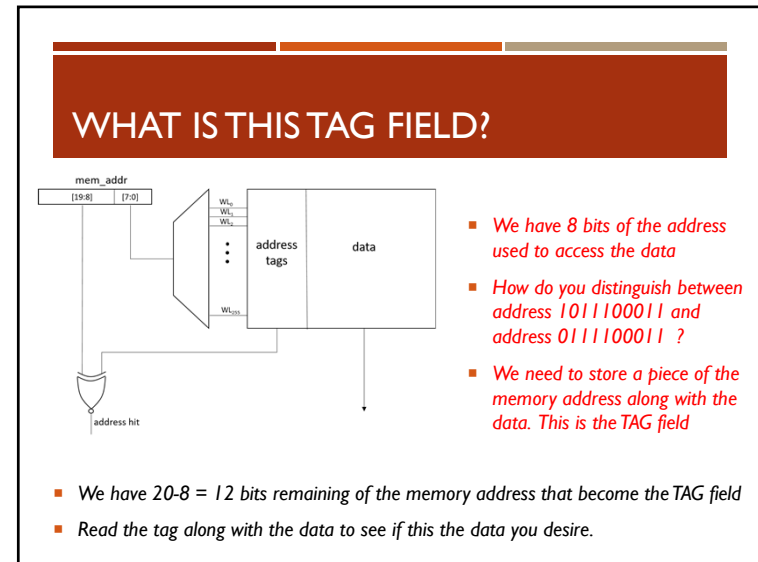 WHAT IS THIS TAG FIELD?
mem_addr
[19:8] [7:0]
WL0
WL1
WL2
address
tags
data
WL255
address hit
We have 8 bits of the address
used to access the data
How do you distinguish between
address 1011100011 and
address 0111100011 ?
We need to store a piece of the
memory address along with the
data. This is the TAG field
We have 20-8 = 12 bits remaining of the memory address that become the TAG field
Read the tag along with the data to see if this the data you desire.